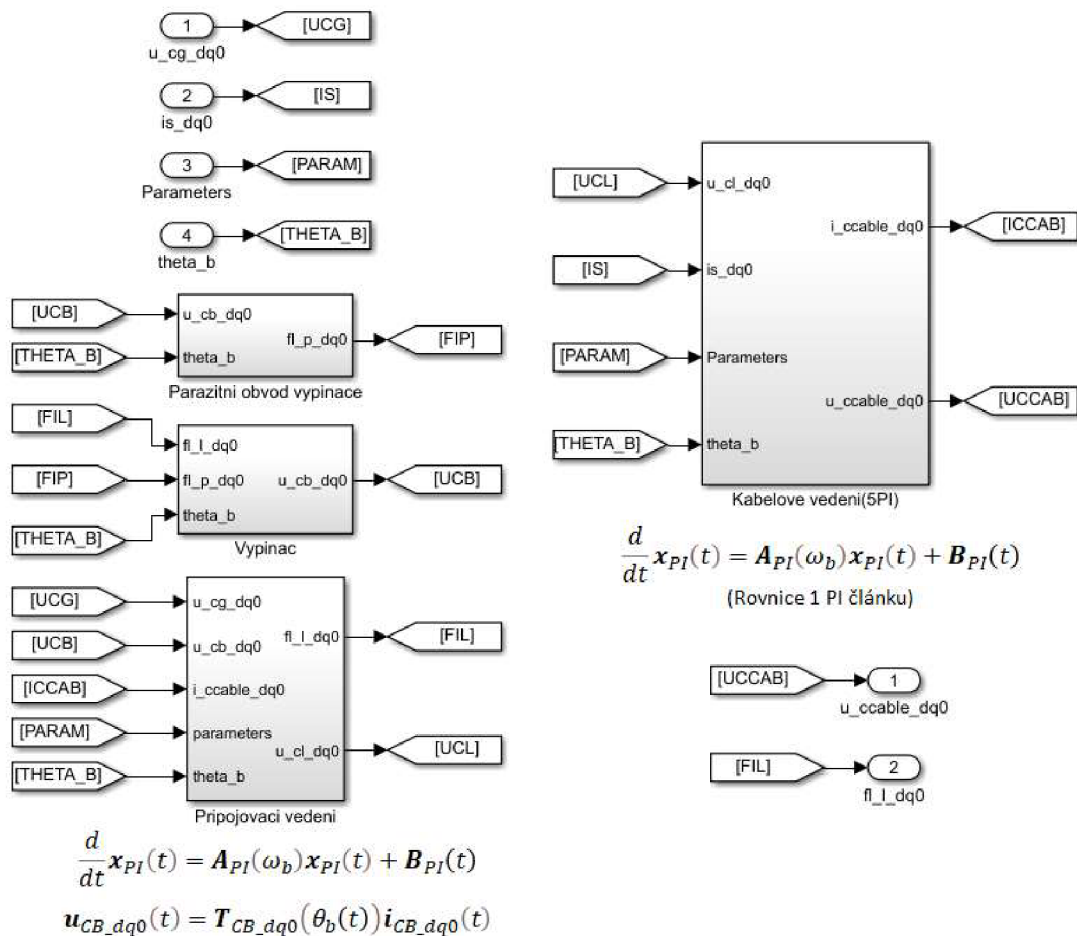 1
[UCG]
u_cg_dq0
2
[IS]
is_dq0
3
[PARAM]
Parameters
4
[THETA_B]
theta_b
[UCB]
[THETA_B]
u_cb_dq0
theta_b
fl_p_dq0
[FIP]
Parazitni obvod vypinace
[FIL]
[FIP]
[THETA_B]
fl_l_dq0
fl_p_dq0
theta_b
u_cb_dq0
[UCB]
Vypinac
[UCG]
[UCB]
[ICCAB]
[PARAM]
[THETA_B]
u_cg_dq0
u_cb_dq0
i_ccable_dq0
parameters
theta_b
fl_l_dq0
u_cl_dq0
[FIL]
[UCL]
Pripojovaci vedeni
d/dt x_PI(t) = A_PI(ω_b)x_PI(t) + B_PI(t)
u_CB_dq0(t) = T_CB_dq0(θ_b(t))i_CB_dq0(t)
[UCL]
[IS]
[PARAM]
[THETA_B]
u_cl_dq0
is_dq0
Parameters
theta_b
i_ccable_dq0
u_ccable_dq0
[ICCAB]
[UCCAB]
Kabelove vedeni(5PI)
d/dt x_PI(t) = A_PI(ω_b)x_PI(t) + B_PI(t)
(Rovnice 1 PI článku)
[UCCAB]
1
u_ccable_dq0
[FIL]
2
fl_l_dq0